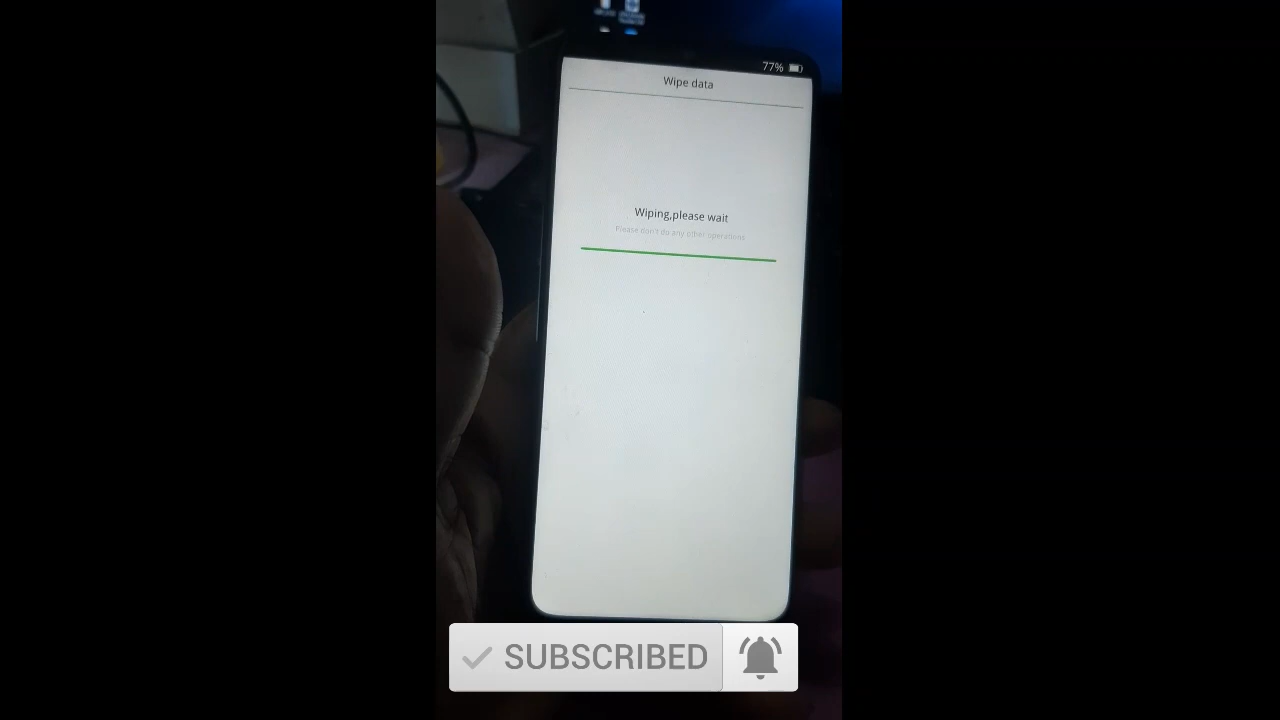 77%
Wipe data
Wiping,please wait
Please don't do any other operations
SUBSCRIBED